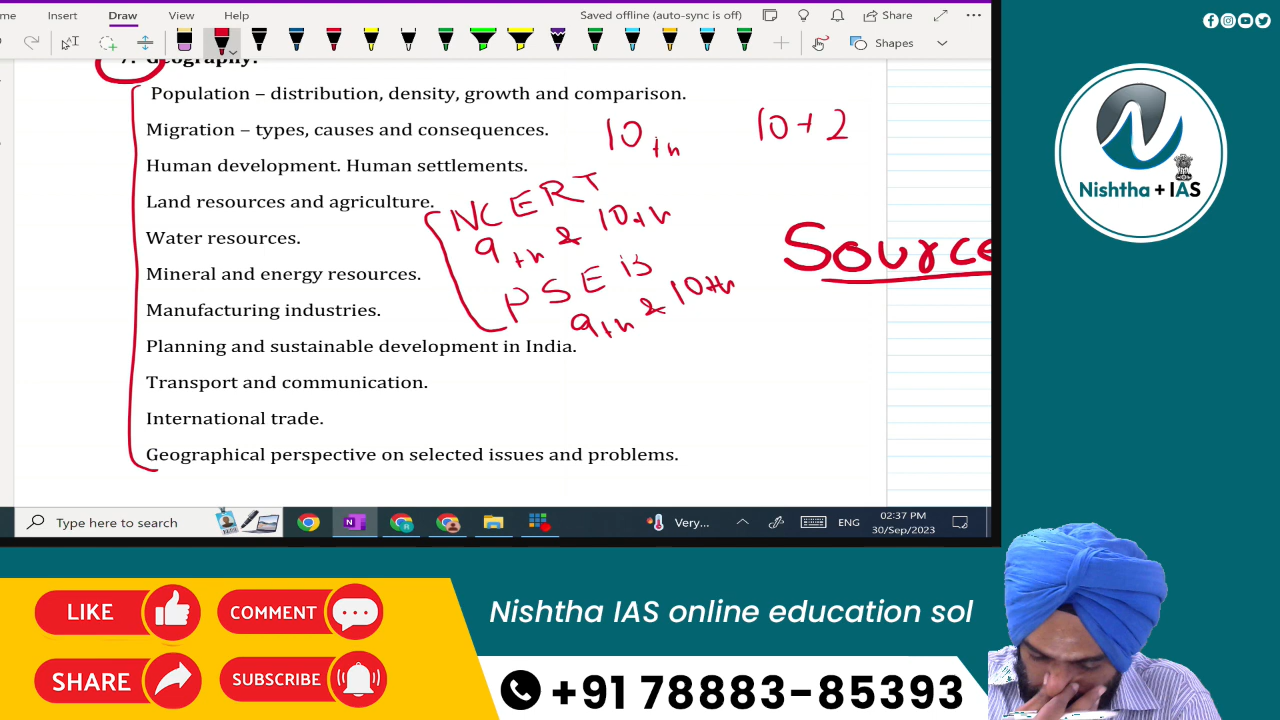 Insert Draw View Help Saved offline (auto-sync is off) Share
Shapes
7. Geography:
Population – distribution, density, growth and comparison.
Migration – types, causes and consequences.
10th 10+2
Human development. Human settlements.
Land resources and agriculture.
NCERT
9th & 10th
Water resources.
Source
Mineral and energy resources.
PSEB
9th & 10th
Manufacturing industries.
Planning and sustainable development in India.
Transport and communication.
International trade.
Geographical perspective on selected issues and problems.
Nishtha + IAS
Type here to search
Very...
ENG
02:37 PM
30/Sep/2023
LIKE
COMMENT
SHARE
SUBSCRIBE
Nishtha IAS online education sol
+91 78883-85393